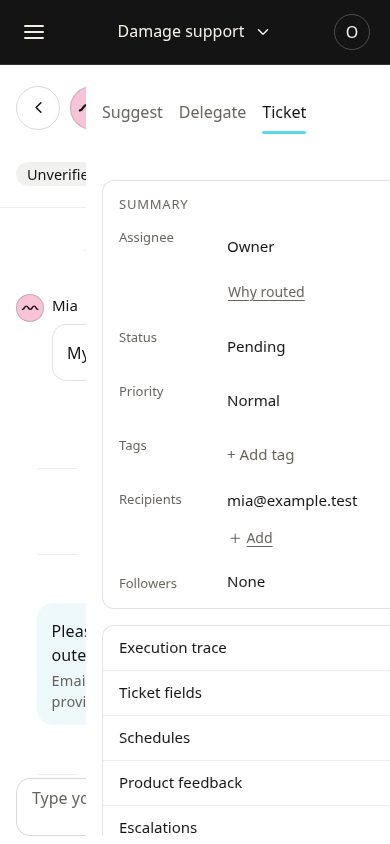 Damage support
O
Suggest Delegate Ticket
Unverifie
SUMMARY
Assignee
Owner
Why routed
Mia
My
Status
Pending
Priority
Normal
Tags
+ Add tag
Recipients
mia@example.test
+ Add
Followers
None
Pleas
oute
Emai
provi
Execution trace
Ticket fields
Schedules
Product feedback
Escalations
Type yo